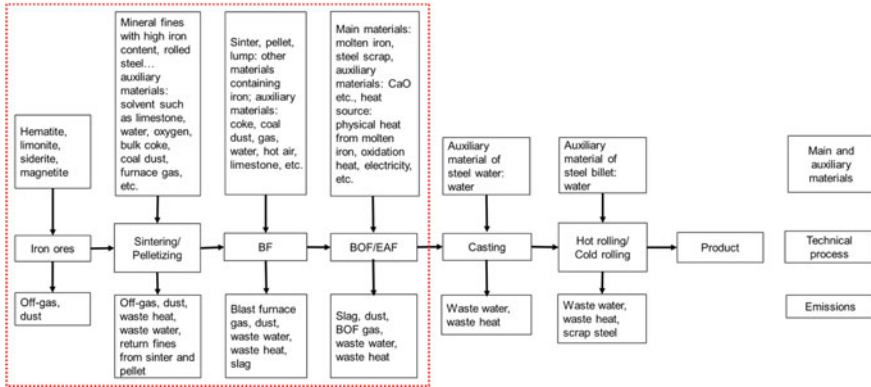 Mineral fines
with high iron
content, rolled
steel...
auxiliary
materials:
solvent such
as limestone,
water, oxygen,
bulk coke,
coal dust,
furnace gas,
etc.
Sinter, pellet,
lump: other
materials
containing
iron; auxiliary
materials:
coke, coal
dust, gas,
water, hot air,
limestone, etc.
Main materials:
molten iron,
steel scrap,
auxiliary
materials: CaO
etc., heat
source:
physical heat
from molten
iron, oxidation
heat, electricity,
etc.
Hematite,
limonite,
siderite,
magnetite
Auxiliary
material of
steel water:
water
Auxiliary
material of
steel billet:
water
Main and
auxiliary
materials
Iron ores
Sintering/
Pelletizing
BF
BOF/EAF
Casting
Hot rolling/
Cold rolling
Product
Technical
process
Off-gas,
dust
Off-gas, dust,
waste heat,
waste water,
return fines
from sinter and
pellet
Blast furnace
gas, dust,
waste water,
waste heat,
slag
Slag, dust,
BOF gas,
waste water,
waste heat
Waste water,
waste heat
Waste water,
waste heat,
scrap steel
Emissions